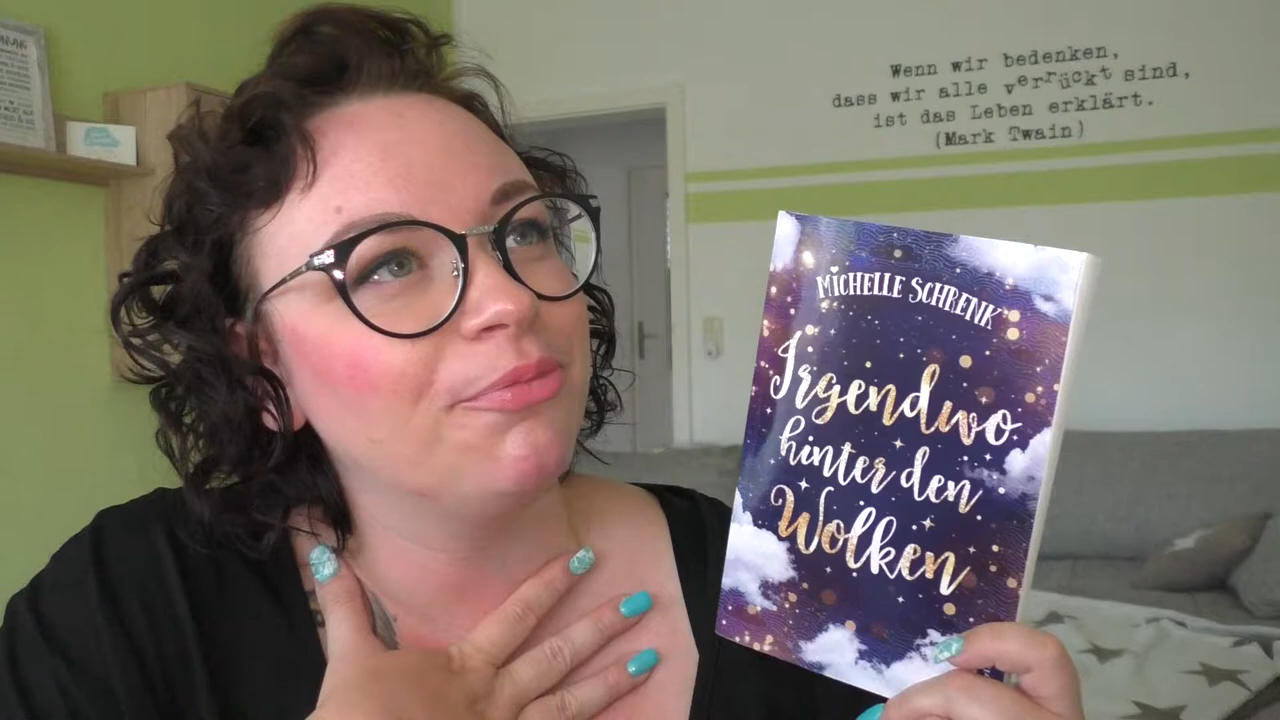 Wenn wir bedenken,
dass wir alle verrückt sind,
ist das Leben erklärt.
(Mark Twain)
MICHELLE SCHRENK
Irgendwo
hinter den
Wolken